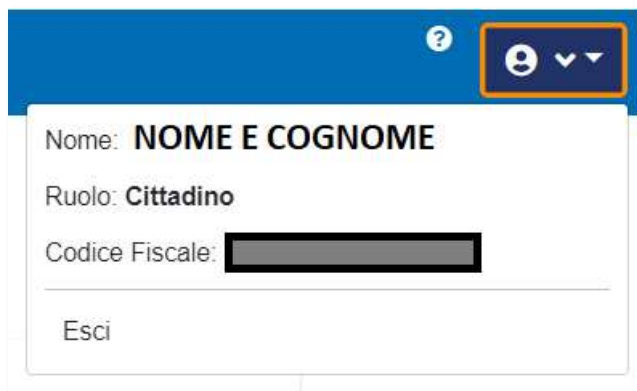 Nome: NOME E COGNOME
Ruolo: Cittadino
Codice Fiscale:
Esci